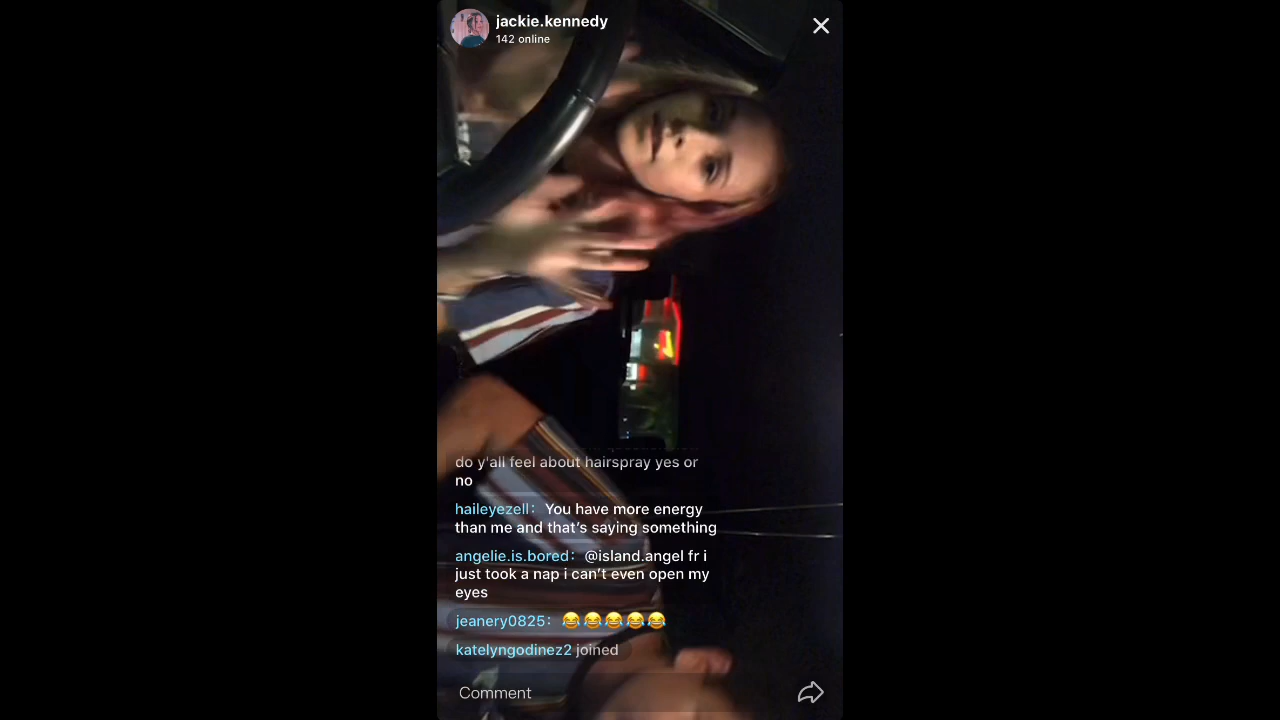 jackie.kennedy
142 online
do y'all feel about hairspray yes or
no
haileyezell: You have more energy
than me and that's saying something
angelie.is.bored: @island.angel fr i
just took a nap i can't even open my
eyes
jeanery0825: 😂😂😂😂😂
katelyngodinez2 joined
Comment